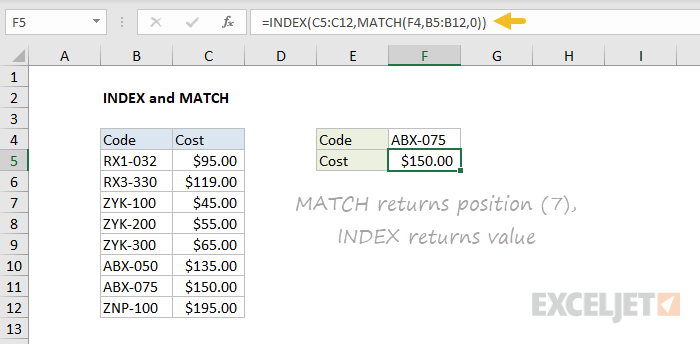 F5 fx =INDEX(C5:C12,MATCH(F4,B5:B12,0))
A B C D E F G H I
1
2 INDEX and MATCH
3
4 Code Cost Code ABX-075
5 RX1-032 $95.00 Cost $150.00
6 RX3-330 $119.00
7 ZYK-100 $45.00 MATCH returns position (7),
8 ZYK-200 $55.00
9 ZYK-300 $65.00 INDEX returns value
10 ABX-050 $135.00
11 ABX-075 $150.00
12 ZNP-100 $195.00 EXCELJET
13